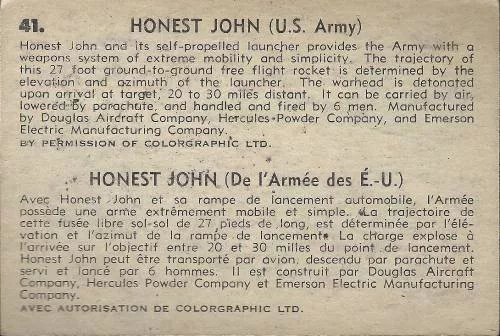 41. HONEST JOHN (U.S. Army)
Honest John and its self-propelled launcher provides the Army with a
weapons system of extreme mobility and simplicity. The trajectory of
this 27 foot ground-to-ground free flight rocket is determined by the
elevation and azimuth of the launcher. The warhead is detonated
upon arrival at target, 20 to 30 miles distant. It can be carried by air,
lowered by parachute, and handled and fired by 6 men. Manufactured
by Douglas Aircraft Company, Hercules Powder Company, and Emerson
Electric Manufacturing Company.
BY PERMISSION OF COLORGRAPHIC LTD.
HONEST JOHN (De l'Armée des É.-U.)
Avec Honest John et sa rampe de lancement automobile, l'Armée
possède une arme extrêmement mobile et simple. La trajectoire de
cette fusée libre sol-sol de 27 pieds de long, est déterminée par l'élé-
vation et l'azimut de la rampe de lancement. La charge explose à
l'arrivée sur l'objectif entre 20 et 30 milles du point de lancement.
Honest John peut être transporté par avion, descendu par parachute et
servi et lancé par 6 hommes. Il est construit par Douglas Aircraft
Company, Hercules Powder Company et Emerson Electric Manufacturing
Company.
AVEC AUTORISATION DE COLORGRAPHIC LTD.